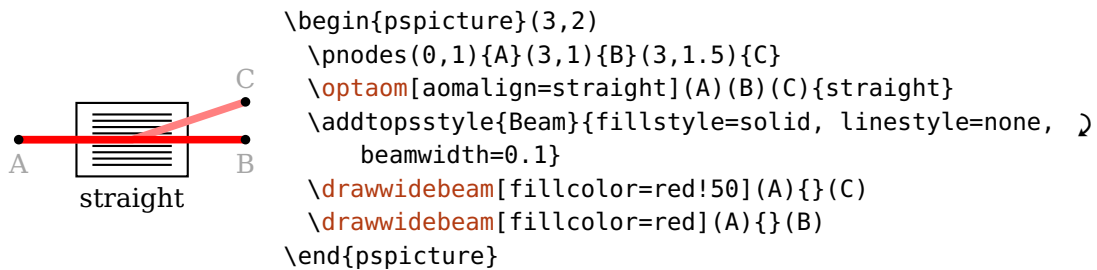 C
A
B
straight
\begin{pspicture}(3,2)
\pnodes(0,1){A}(3,1){B}(3,1.5){C}
\optaom[aomalign=straight](A)(B)(C){straight}
\addtopsstyle{Beam}{fillstyle=solid, linestyle=none,
beamwidth=0.1}
\drawwidebeam[fillcolor=red!50](A){}(C)
\drawwidebeam[fillcolor=red](A){}(B)
\end{pspicture}